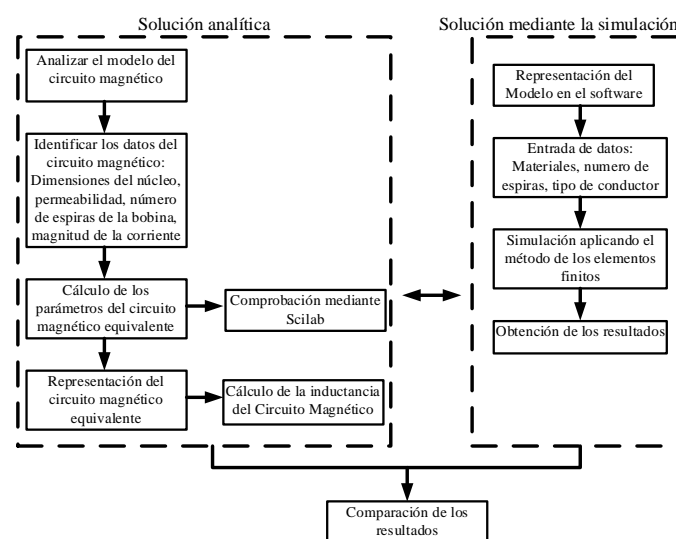 Solución analítica
Analizar el modelo del
circuito magnético
Identificar los datos del
circuito magnético:
Dimensiones del núcleo,
permeabilidad, número
de espiras de la bobina,
magnitud de la corriente
Cálculo de los
parámetros del circuito
magnético equivalente
Comprobación mediante
Scilab
Representación del
circuito magnético
equivalente
Cálculo de la inductancia
del Circuito Magnético
Solución mediante la simulación
Representación del
Modelo en el software
Entrada de datos:
Materiales, numero de
espiras, tipo de conductor
Simulación aplicando el
método de los elementos
finitos
Obtención de los resultados
Comparación de los
resultados